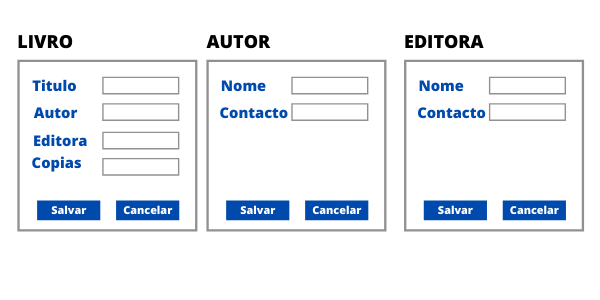 LIVRO
Titulo
Autor
Editora
Copias
Salvar Cancelar
AUTOR
Nome
Contacto
Salvar Cancelar
EDITORA
Nome
Contacto
Salvar Cancelar